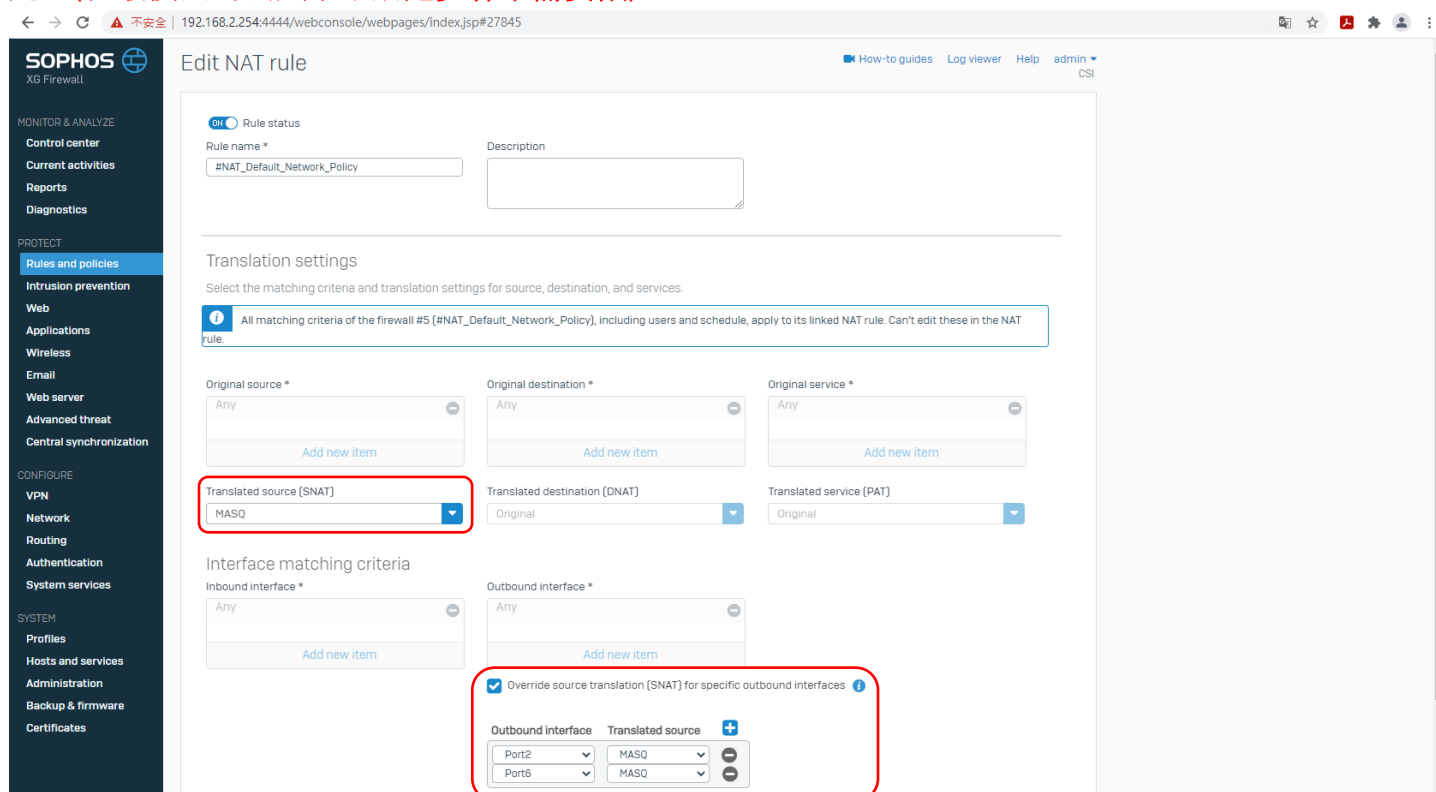 不安全 | 192.168.2.254:4444/webconsole/webpages/index.jsp#27845
SOPHOS
XG Firewall
Edit NAT rule
How-to guides Log viewer Help admin
CSI
MONITOR & ANALYZE
Control center
Current activities
Reports
Diagnostics
PROTECT
Rules and policies
Intrusion prevention
Web
Applications
Wireless
Email
Web server
Advanced threat
Central synchronization
CONFIGURE
VPN
Network
Routing
Authentication
System services
SYSTEM
Profiles
Hosts and services
Administration
Backup & firmware
Certificates
ON Rule status
Rule name * Description
#NAT_Default_Network_Policy
Translation settings
Select the matching criteria and translation settings for source, destination, and services.
All matching criteria of the firewall #5 (#NAT_Default_Network_Policy), including users and schedule, apply to its linked NAT rule. Can't edit these in the NAT
rule.
Original source * Original destination * Original service *
Any Any Any
Add new item Add new item Add new item
Translated source (SNAT) Translated destination (DNAT) Translated service (PAT)
MASQ Original Original
Interface matching criteria
Inbound interface * Outbound interface *
Any Any
Add new item Add new item
Override source translation (SNAT) for specific outbound interfaces
Outbound interface Translated source
Port2 MASQ
Port6 MASQ